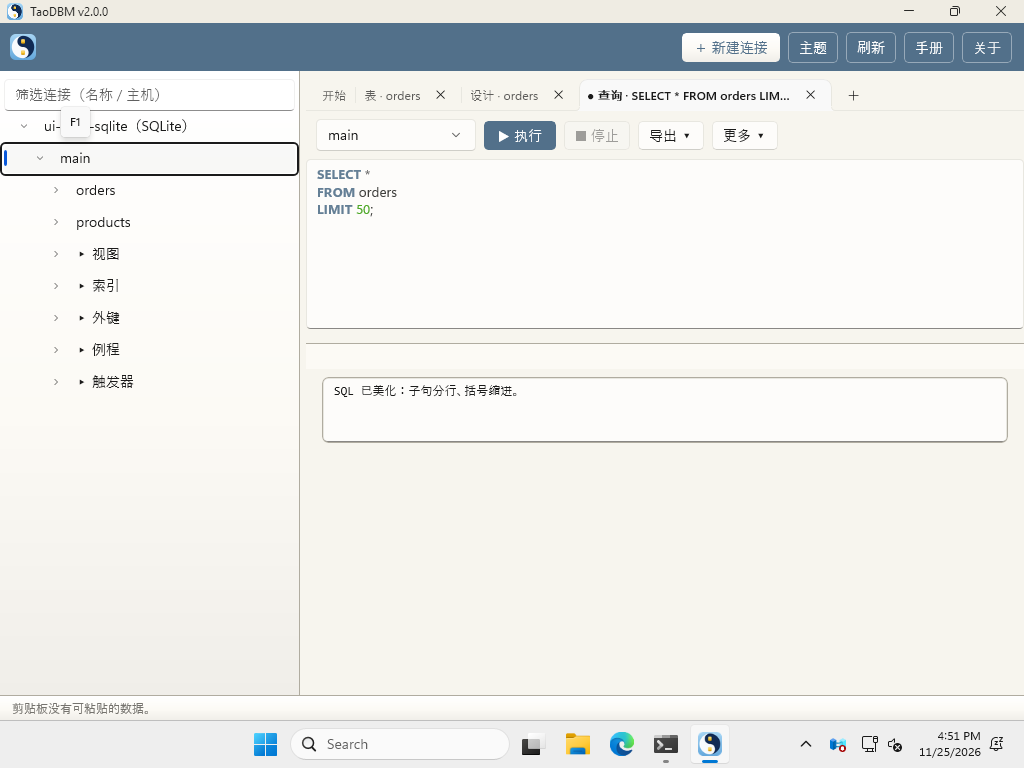 TaoDBM v2.0.0
+ 新建连接
主题
刷新
手册
关于
筛选连接（名称 / 主机）
F1
ui-
-sqlite（SQLite）
main
orders
products
视图
索引
外键
例程
触发器
开始
表 · orders
设计 · orders
• 查询 · SELECT * FROM orders LIM...
main
执行
停止
导出
更多
SELECT *
FROM orders
LIMIT 50;
SQL 已美化：子句分行、括号缩进。
剪贴板没有可粘贴的数据。
Search
4:51 PM
11/25/2026